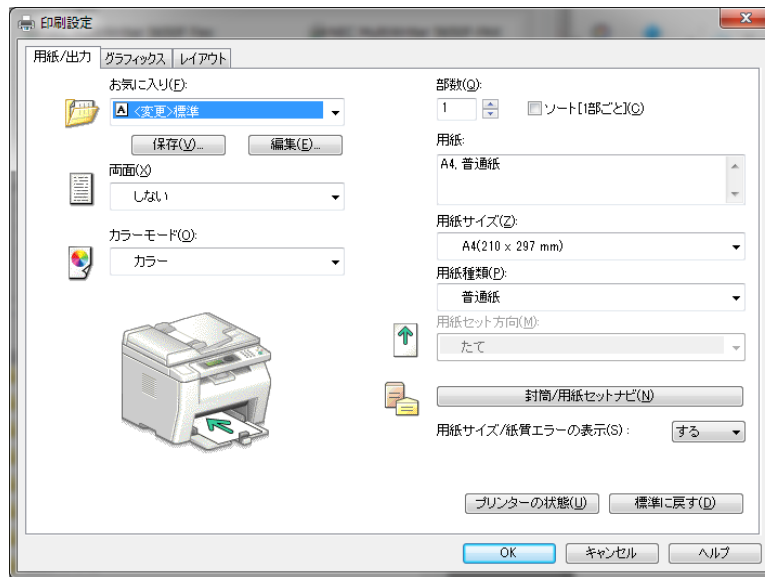 印刷設定
用紙/出力
グラフィックス
レイアウト
お気に入り(F):
A <変更>標準
保存(V)...
編集(E)...
両面(X)
しない
カラーモード(O):
カラー
部数(Q):
1
ソート[1部ごと](C)
用紙:
A4, 普通紙
用紙サイズ(Z):
A4(210 x 297 mm)
用紙種類(P):
普通紙
用紙セット方向(M):
たて
封筒/用紙セットナビ(N)
用紙サイズ/紙質エラーの表示(S) :
する
プリンターの状態(U)
標準に戻す(D)
OK
キャンセル
ヘルプ